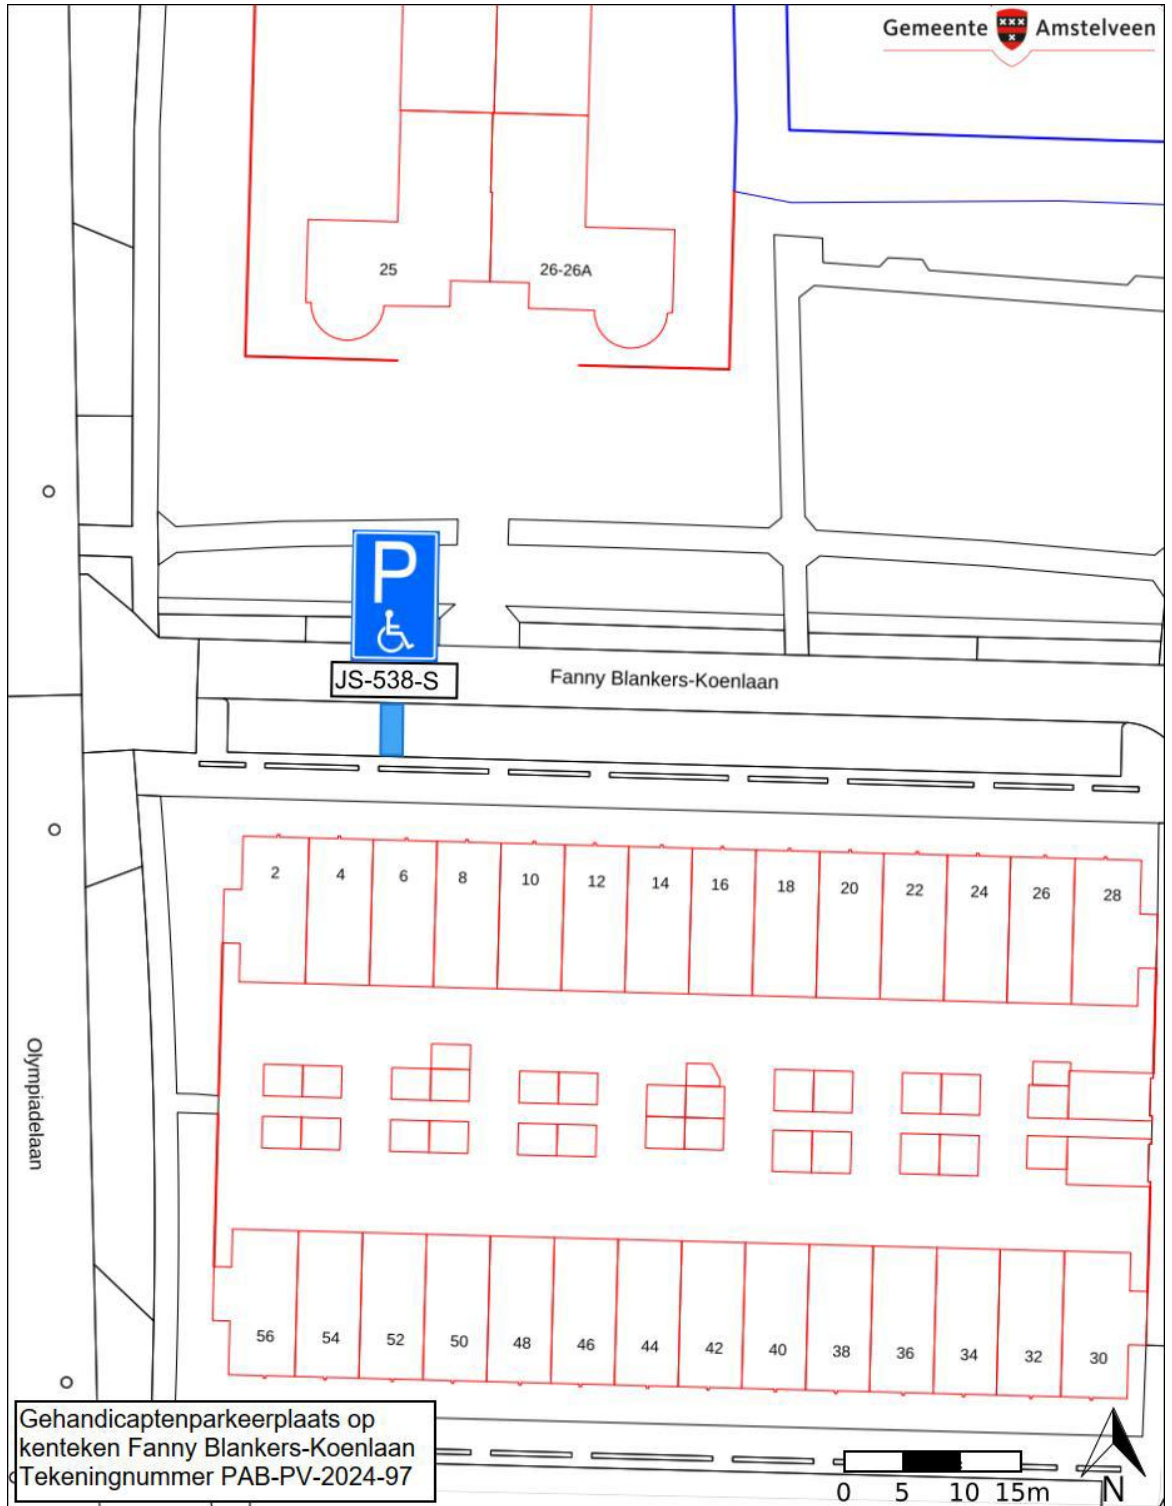 Gemeente Amstelveen
25
26-26A
P
JS-538-S
Fanny Blankers-Koenlaan
2 4 6 8 10 12 14 16 18 20 22 24 26 28
Olympiadelaan
56 54 52 50 48 46 44 42 40 38 36 34 32 30
Gehandicaptenparkeerplaats op
kenteken Fanny Blankers-Koenlaan
Tekeningnummer PAB-PV-2024-97
0 5 10 15m
N